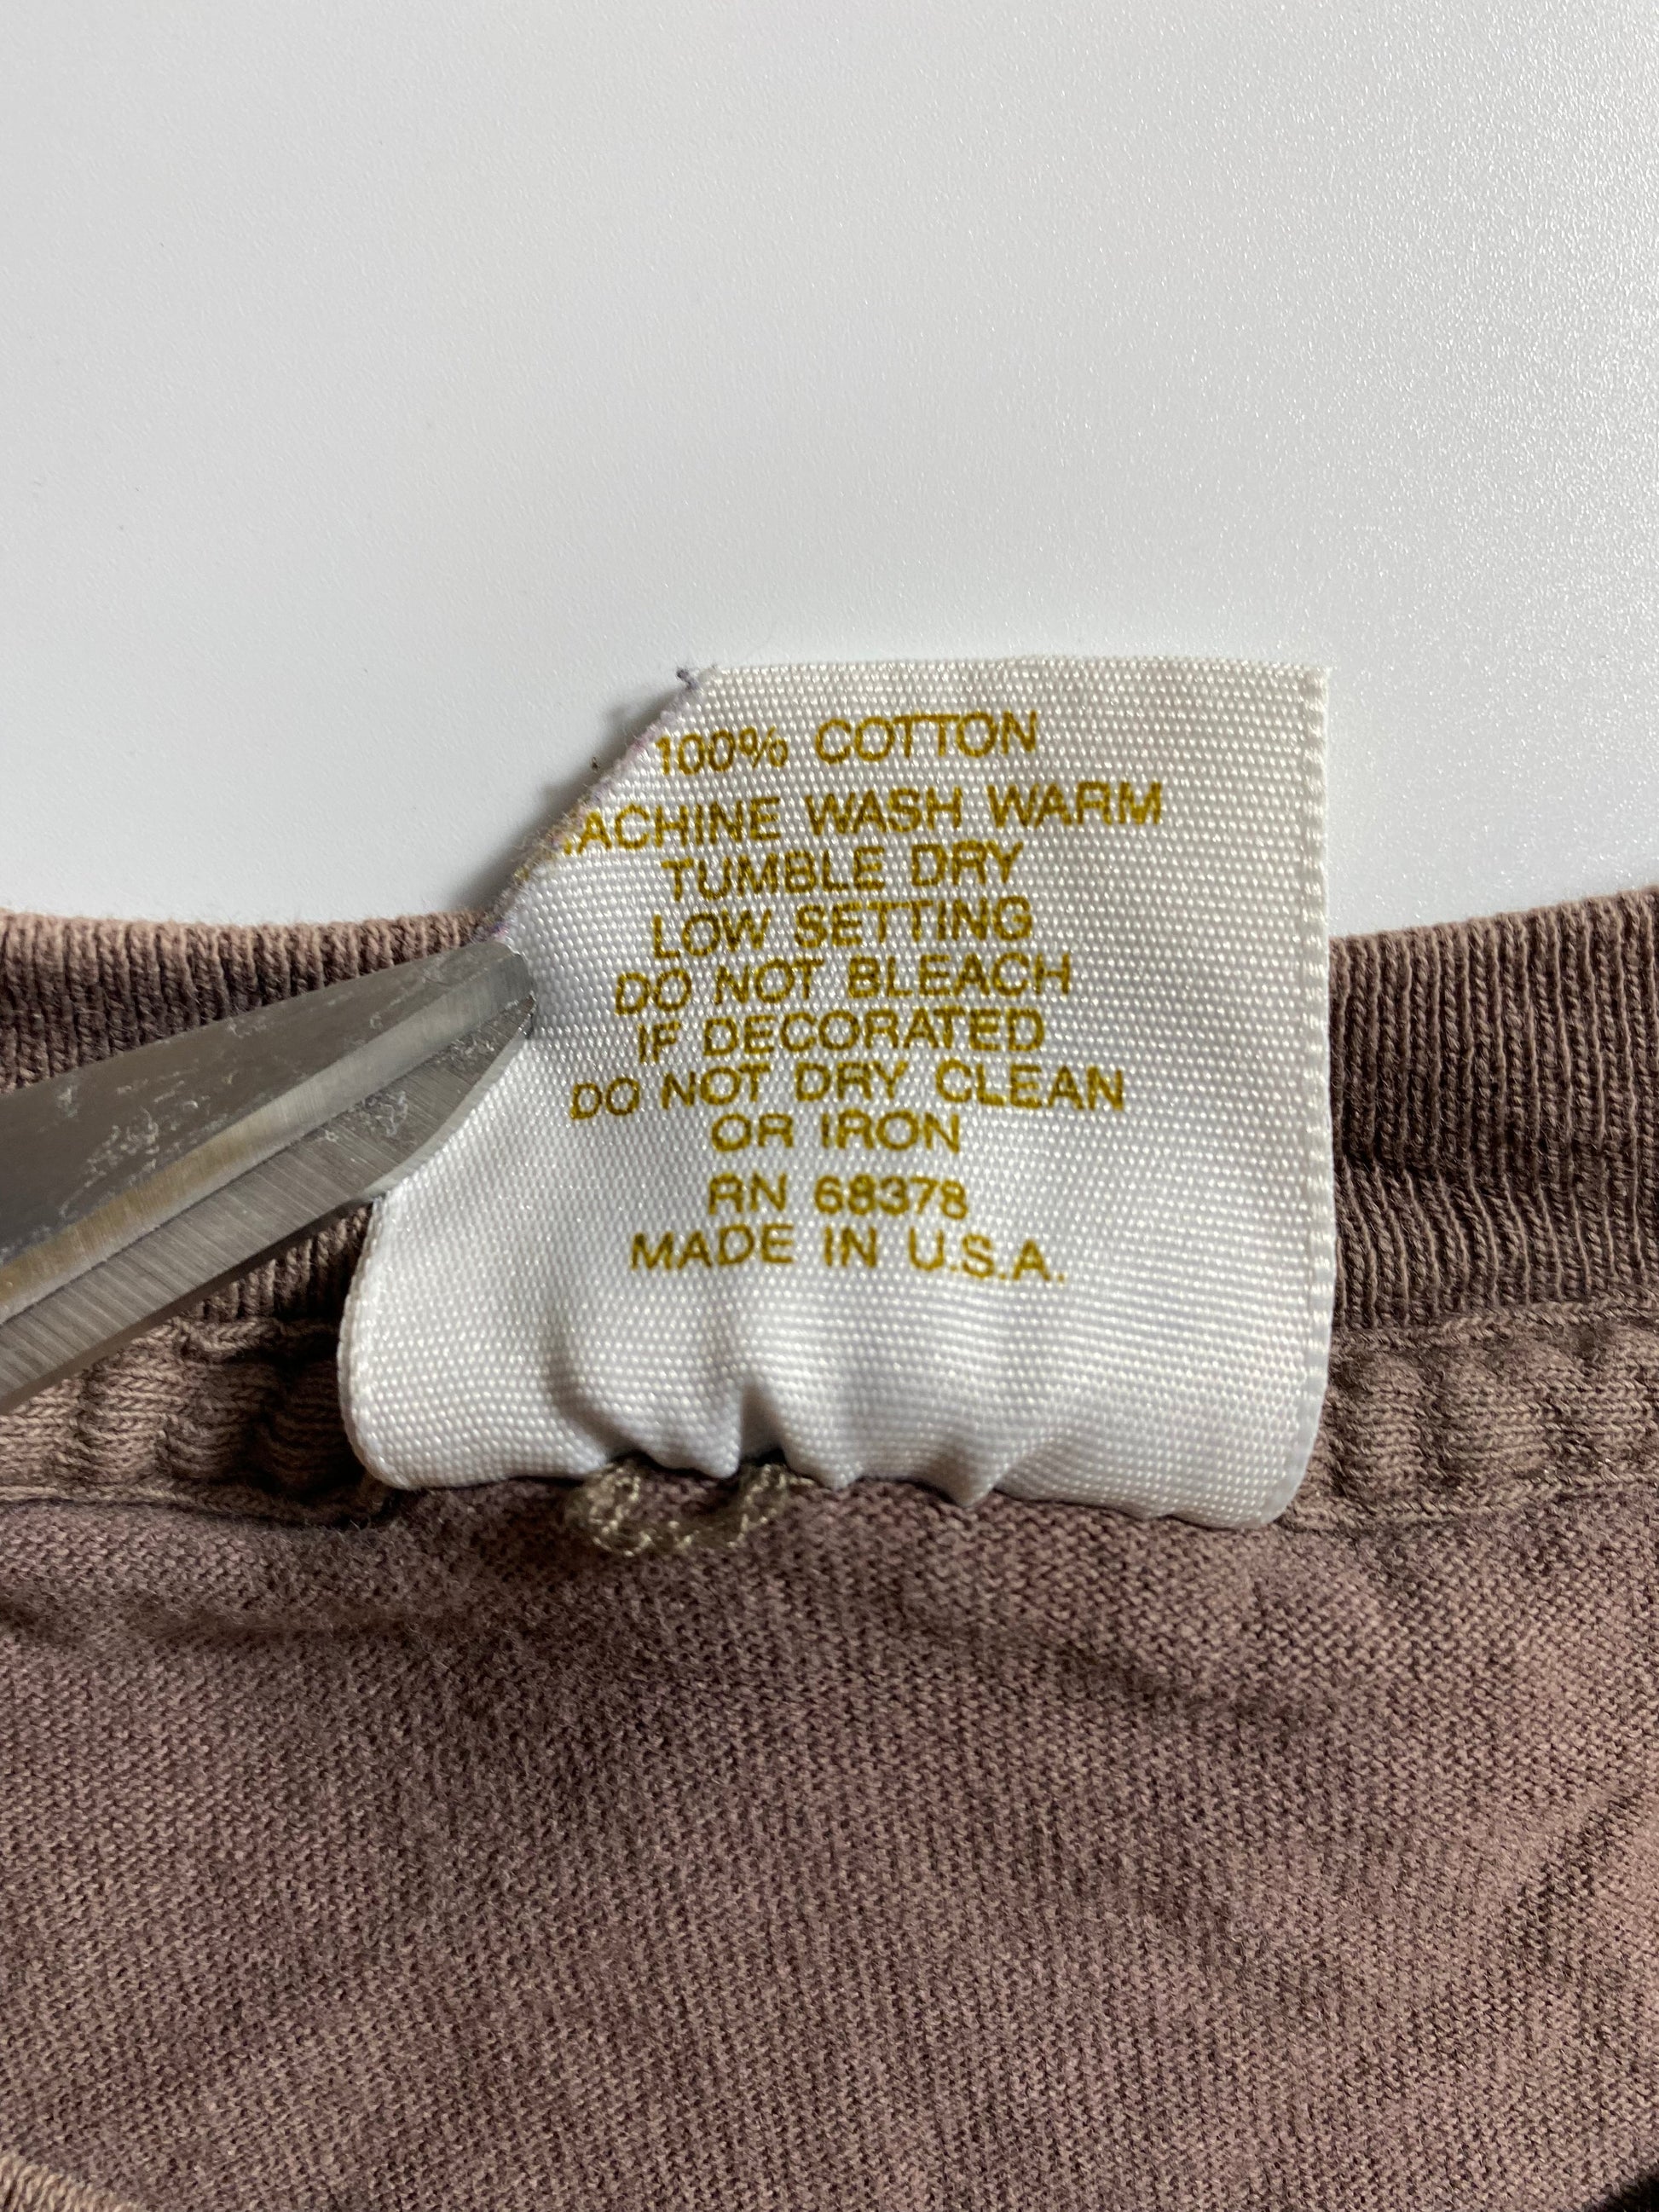 100% COTTON
MACHINE WASH WARM
TUMBLE DRY
LOW SETTING
DO NOT BLEACH
IF DECORATED
DO NOT DRY CLEAN
OR IRON
RN 68378
MADE IN U.S.A.